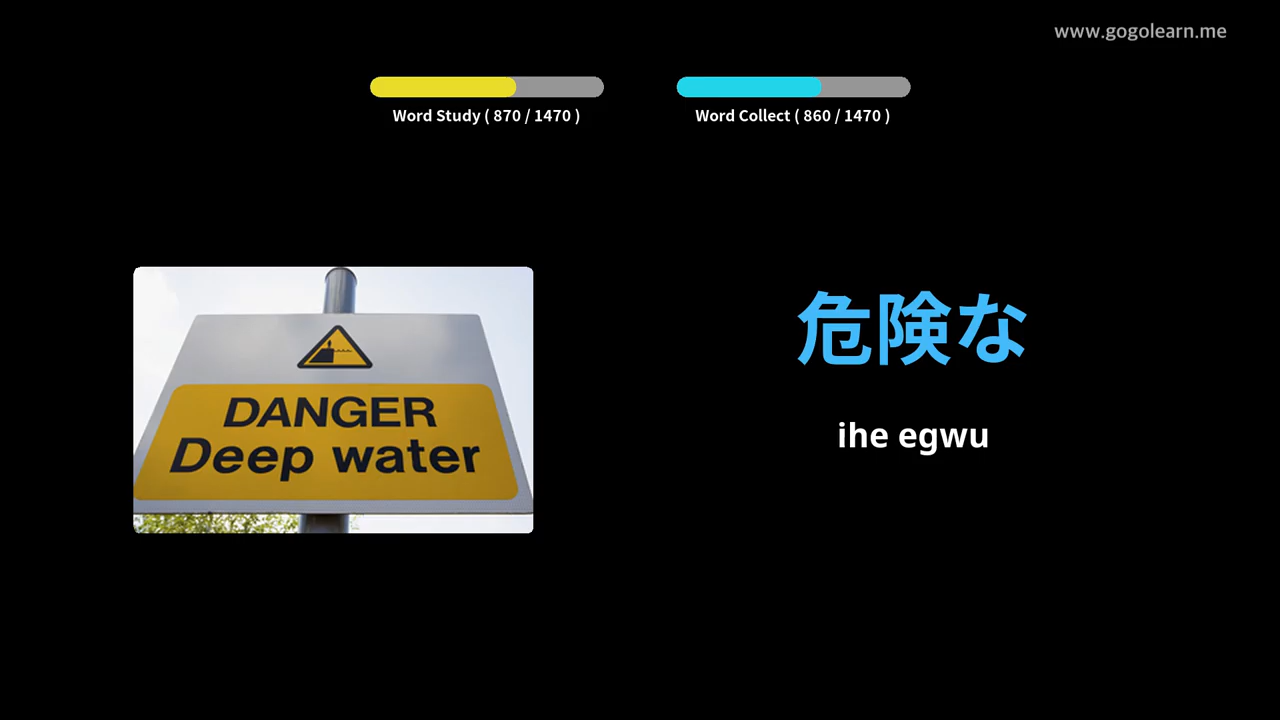 www.gogolearn.me
Word Study ( 870 / 1470 )
Word Collect ( 860 / 1470 )
DANGER
Deep water
危険な
ihe egwu